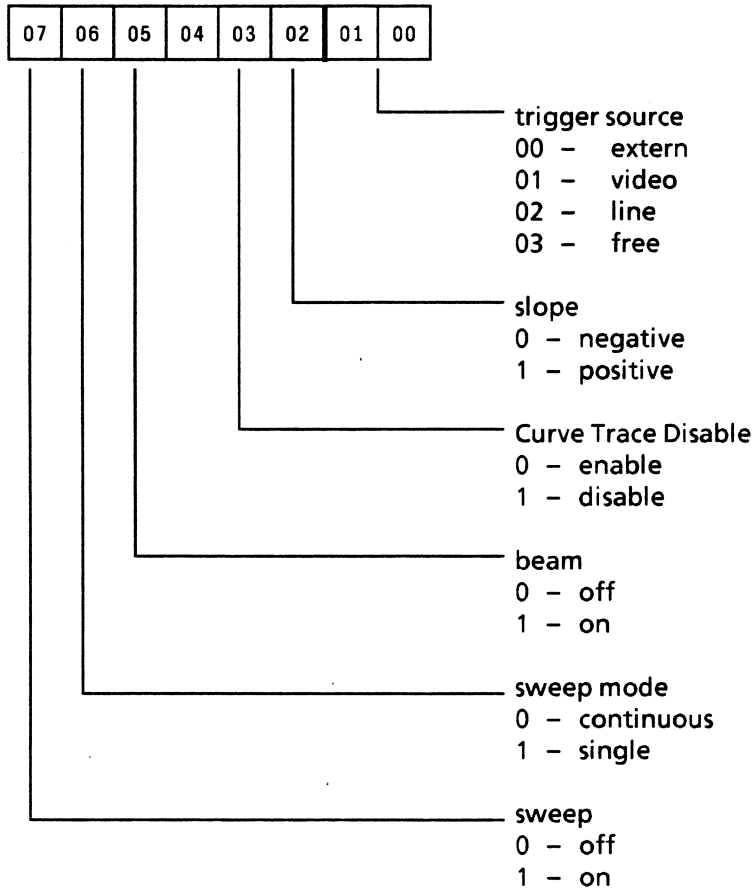 07 06 05 04 03 02 01 00
trigger source
00 – extern
01 – video
02 – line
03 – free
slope
0 – negative
1 – positive
Curve Trace Disable
0 – enable
1 – disable
beam
0 – off
1 – on
sweep mode
0 – continuous
1 – single
sweep
0 – off
1 – on